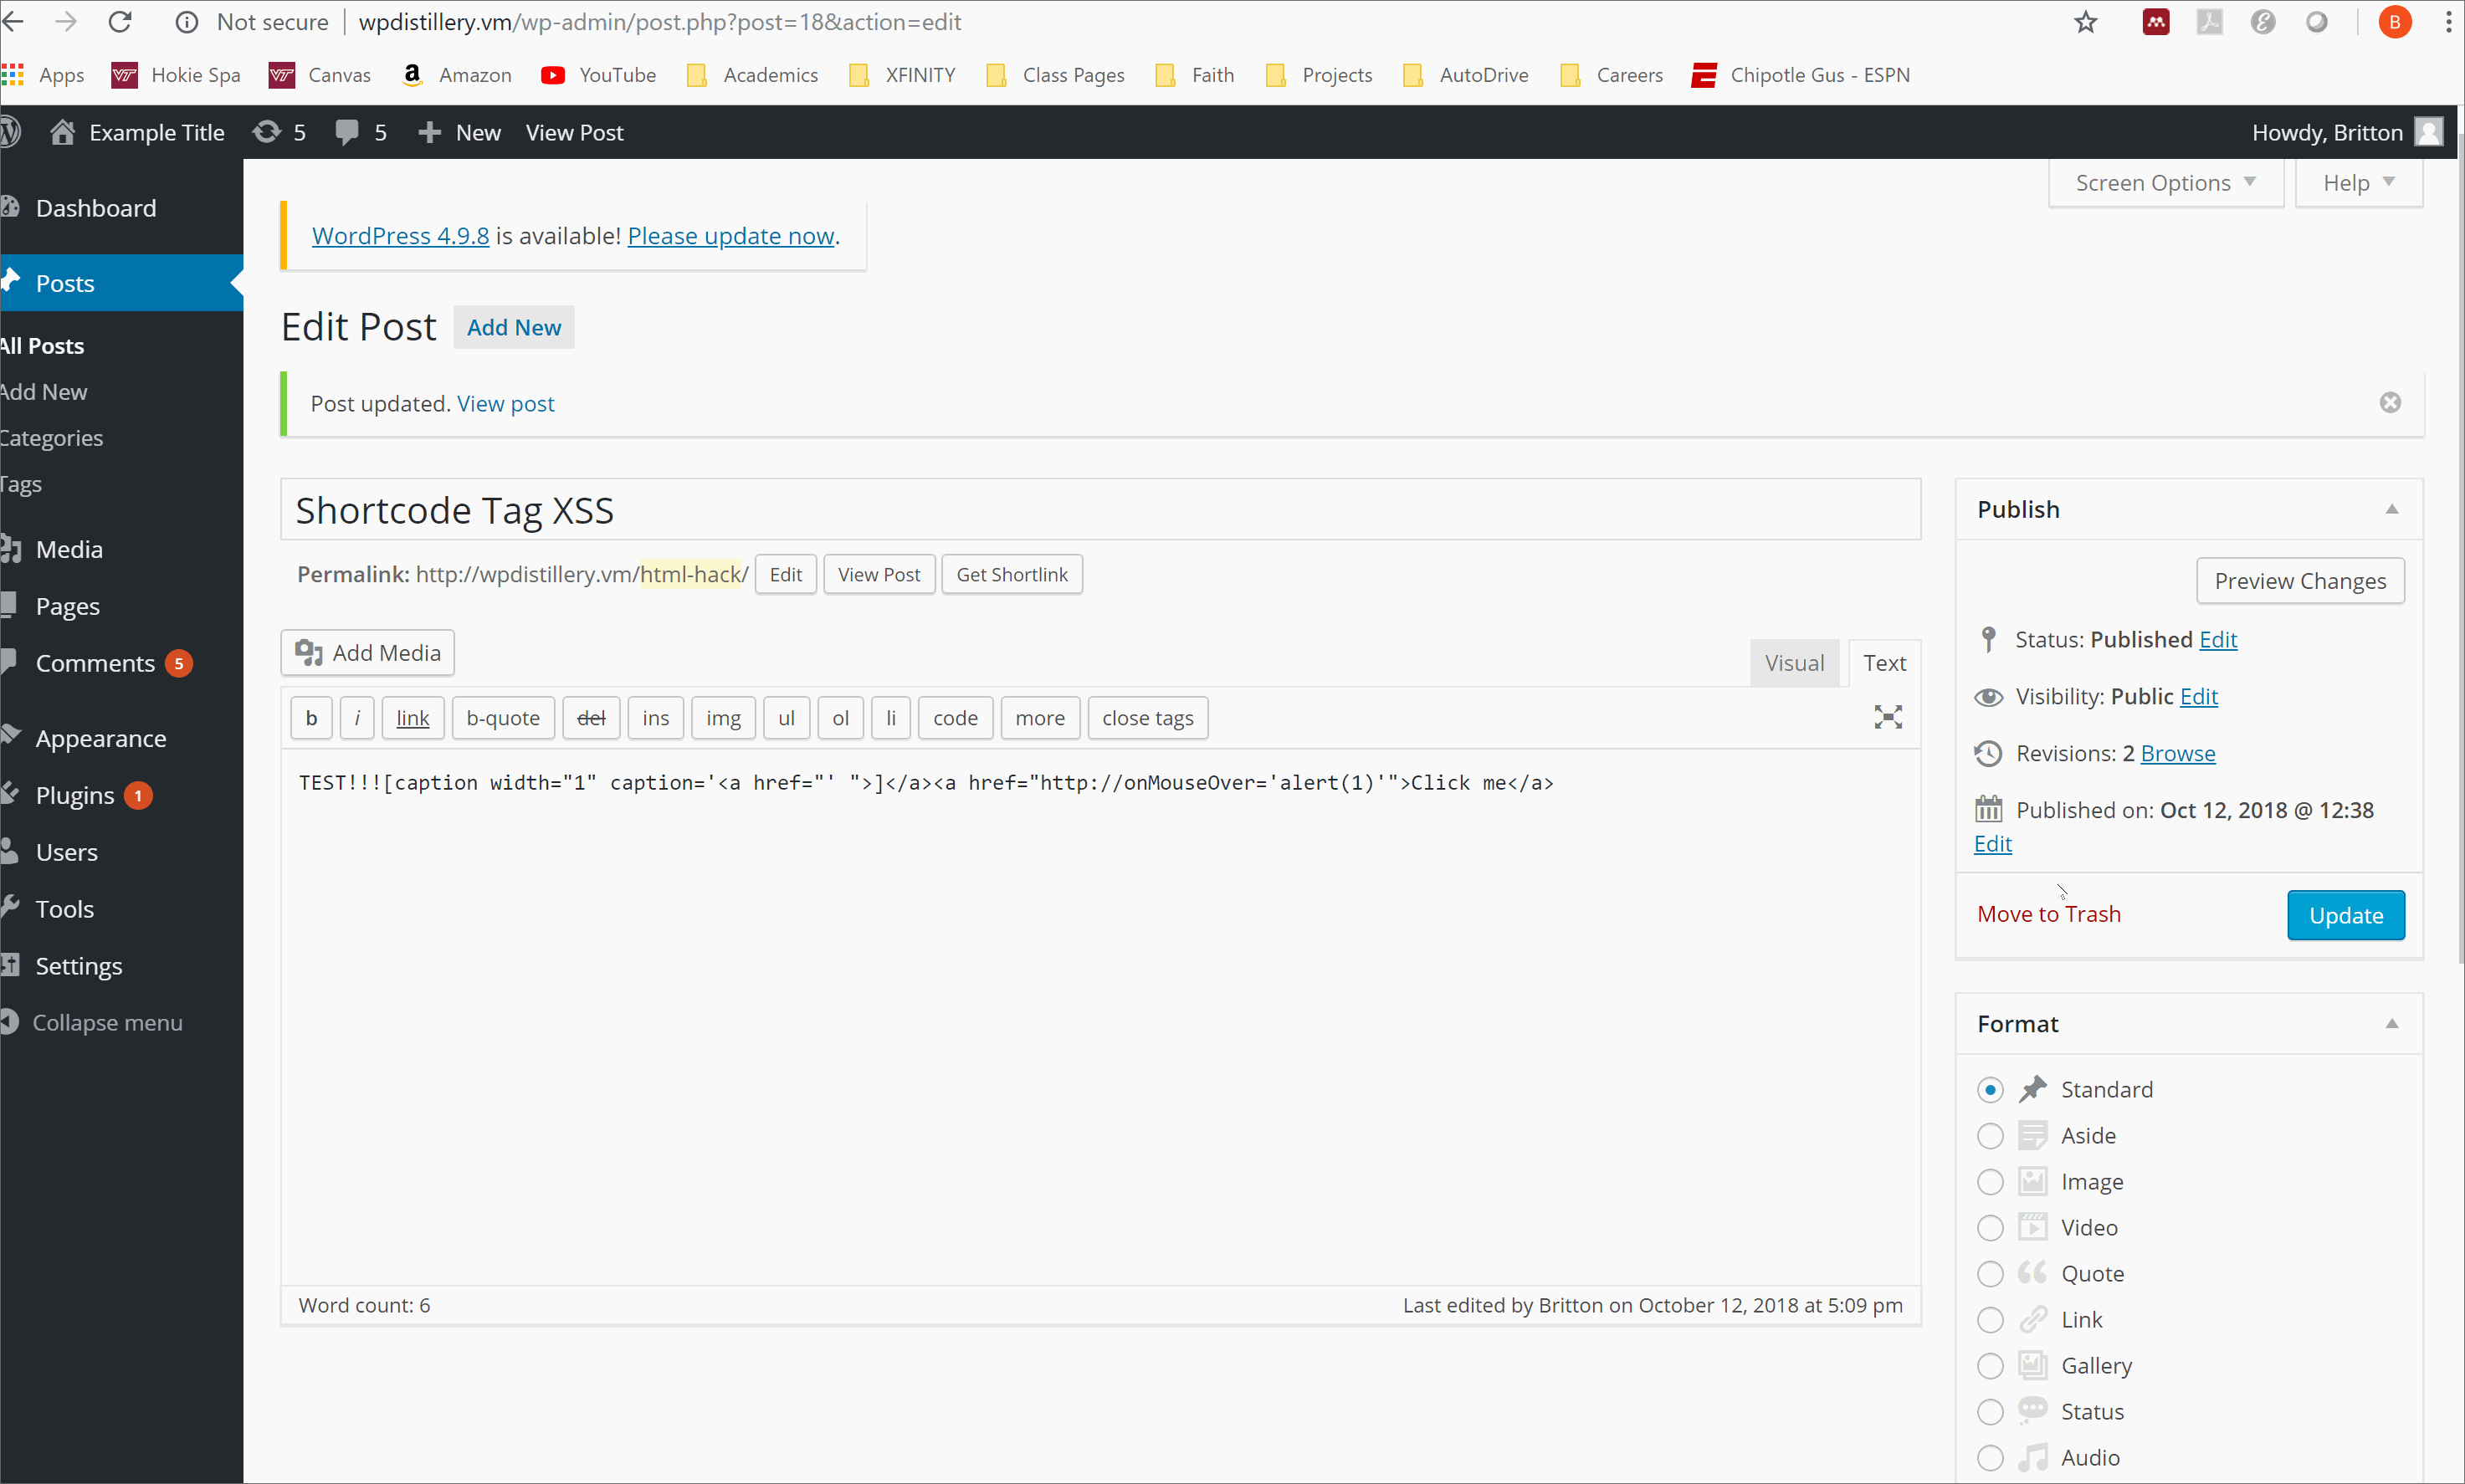 Not secure | wpdistillery.vm/wp-admin/post.php?post=18&action=edit
B
Apps Hokie Spa Canvas Amazon YouTube Academics XFINITY Class Pages Faith Projects AutoDrive Careers Chipotle Gus - ESPN
Example Title 5 5 New View Post Howdy, Britton
Screen Options Help
Dashboard
Posts
All Posts
Add New
Categories
Tags
Media
Pages
Comments 5
Appearance
Plugins 1
Users
Tools
Settings
Collapse menu
WordPress 4.9.8 is available! Please update now.
Edit Post Add New
Post updated. View post
Shortcode Tag XSS
Permalink: http://wpdistillery.vm/html-hack/ Edit View Post Get Shortlink
Add Media
Visual Text
b i link b-quote del ins img ul ol li code more close tags
TEST!!![caption width="1" caption='<a href="' ">]</a><a href="http://onMouseOver='alert(1)'">Click me</a>
Word count: 6
Last edited by Britton on October 12, 2018 at 5:09 pm
Publish
Preview Changes
Status: Published Edit
Visibility: Public Edit
Revisions: 2 Browse
Published on: Oct 12, 2018 @ 12:38
Edit
Move to Trash Update
Format
Standard
Aside
Image
Video
Quote
Link
Gallery
Status
Audio